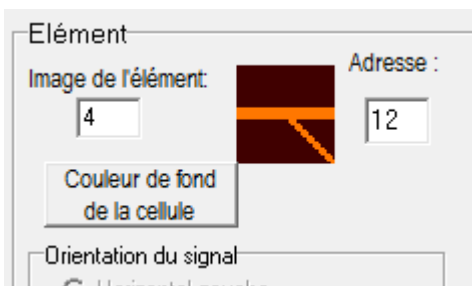 Elément
Image de l'élément:
Adresse :
4
12
Couleur de fond
de la cellule
Orientation du signal